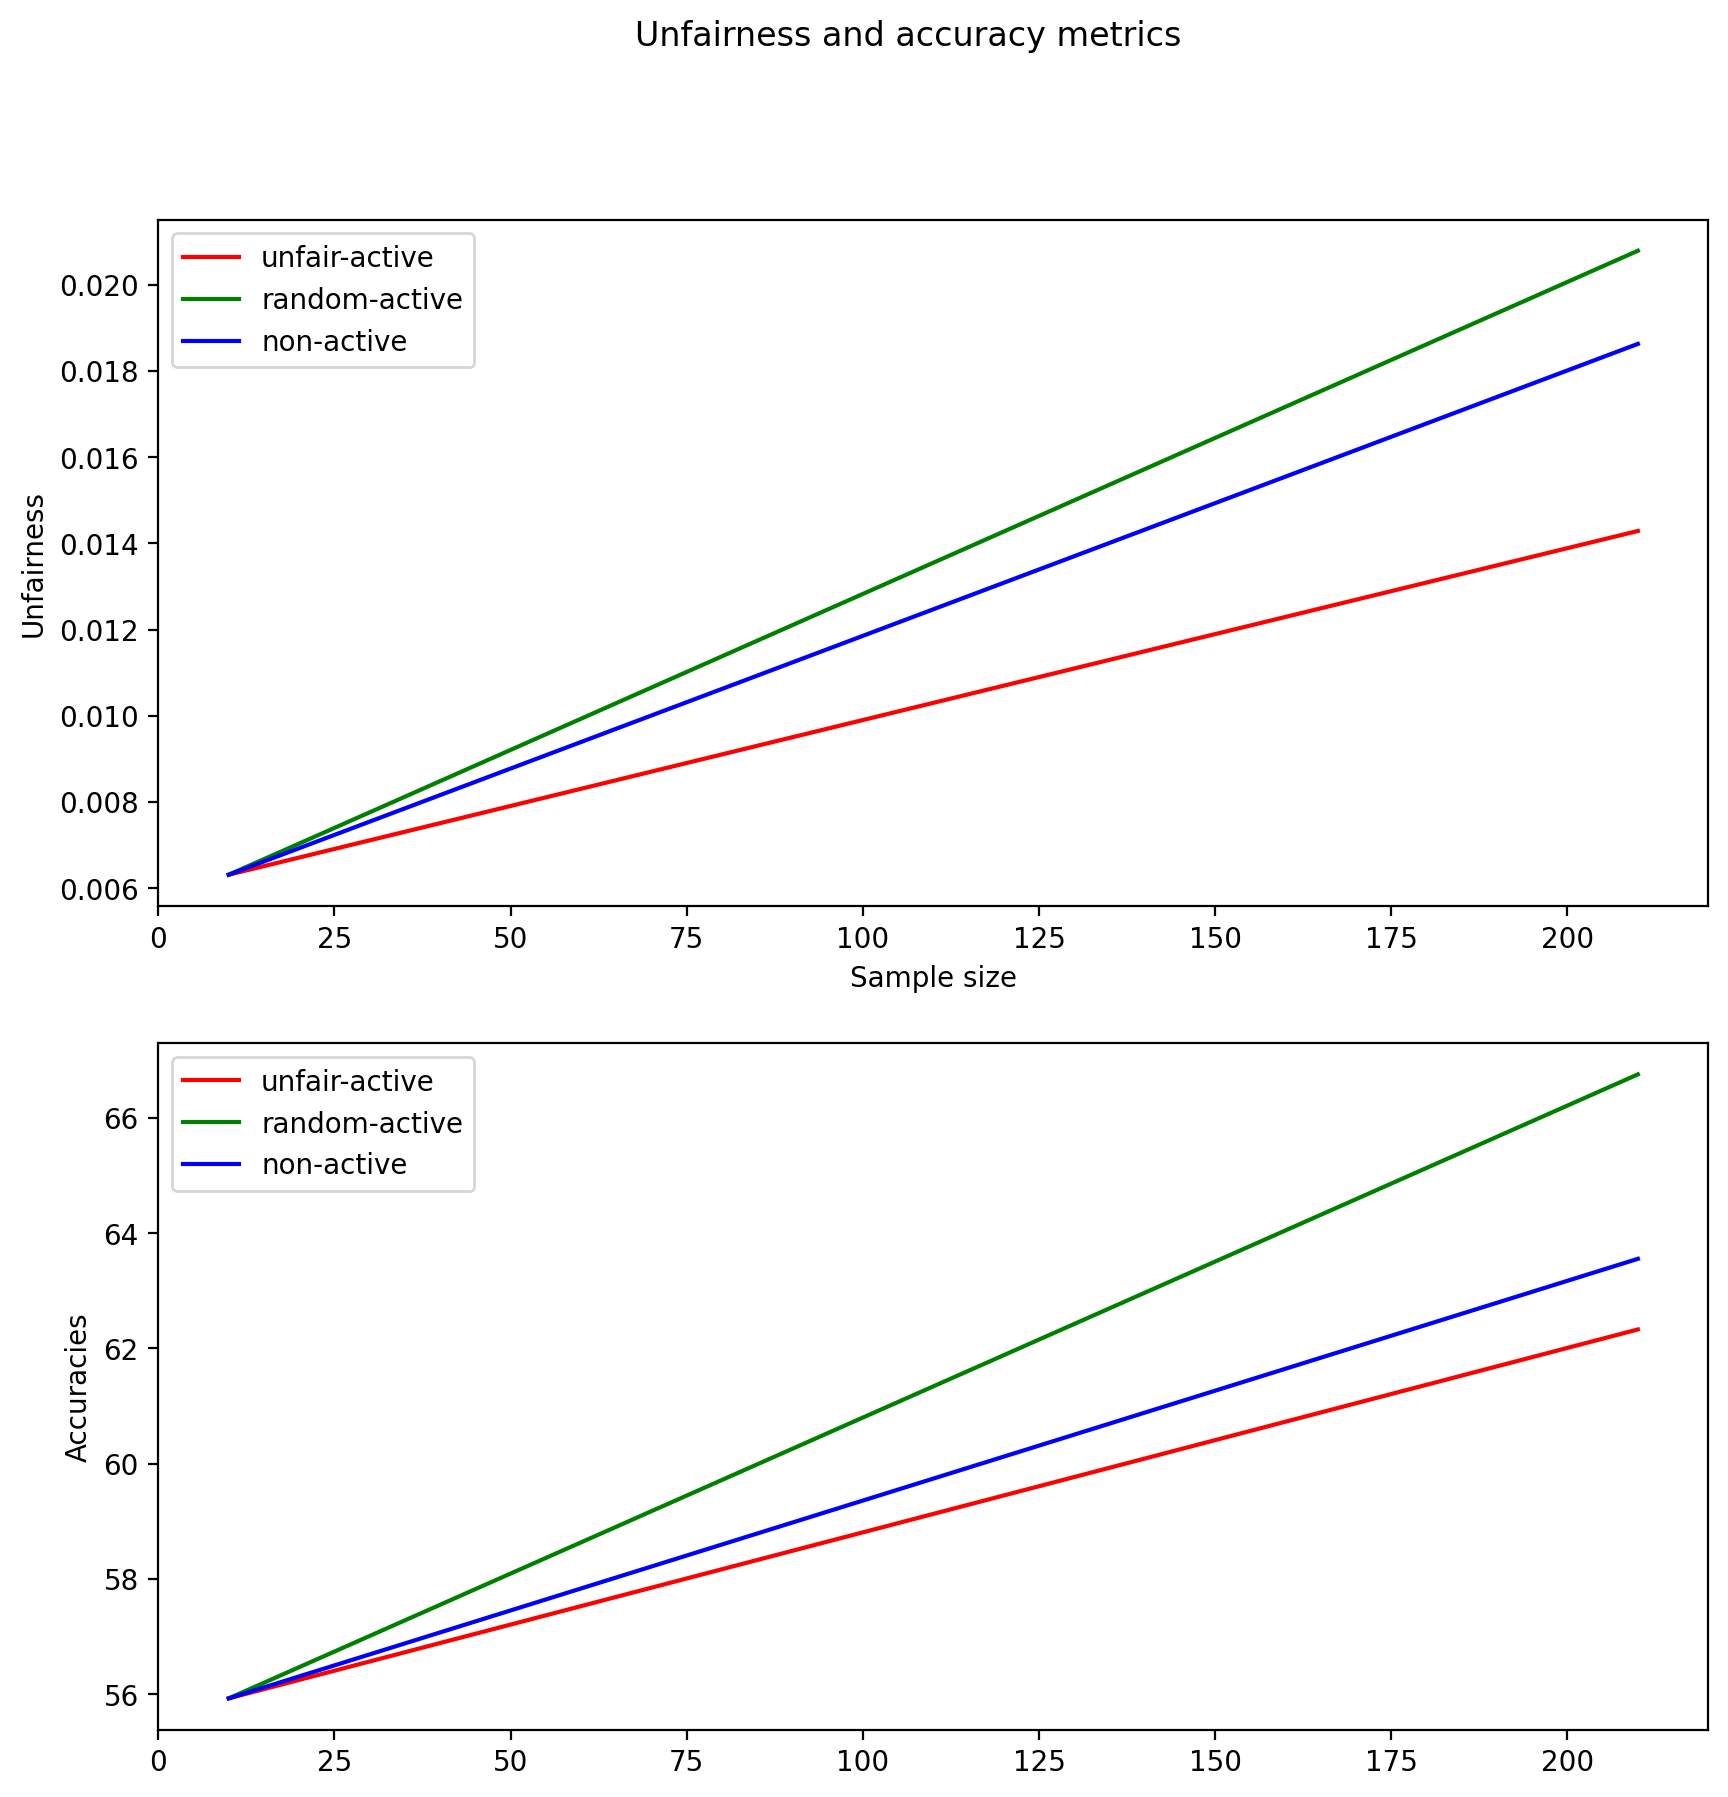 Unfairness and accuracy metrics
unfair-active
random-active
non-active
0.020
0.018
0.016
0.014
0.012
0.010
0.008
0.006
Unfairness
0 25 50 75 100 125 150 175 200
Sample size
unfair-active
random-active
non-active
66
64
62
60
58
56
Accuracies
0 25 50 75 100 125 150 175 200